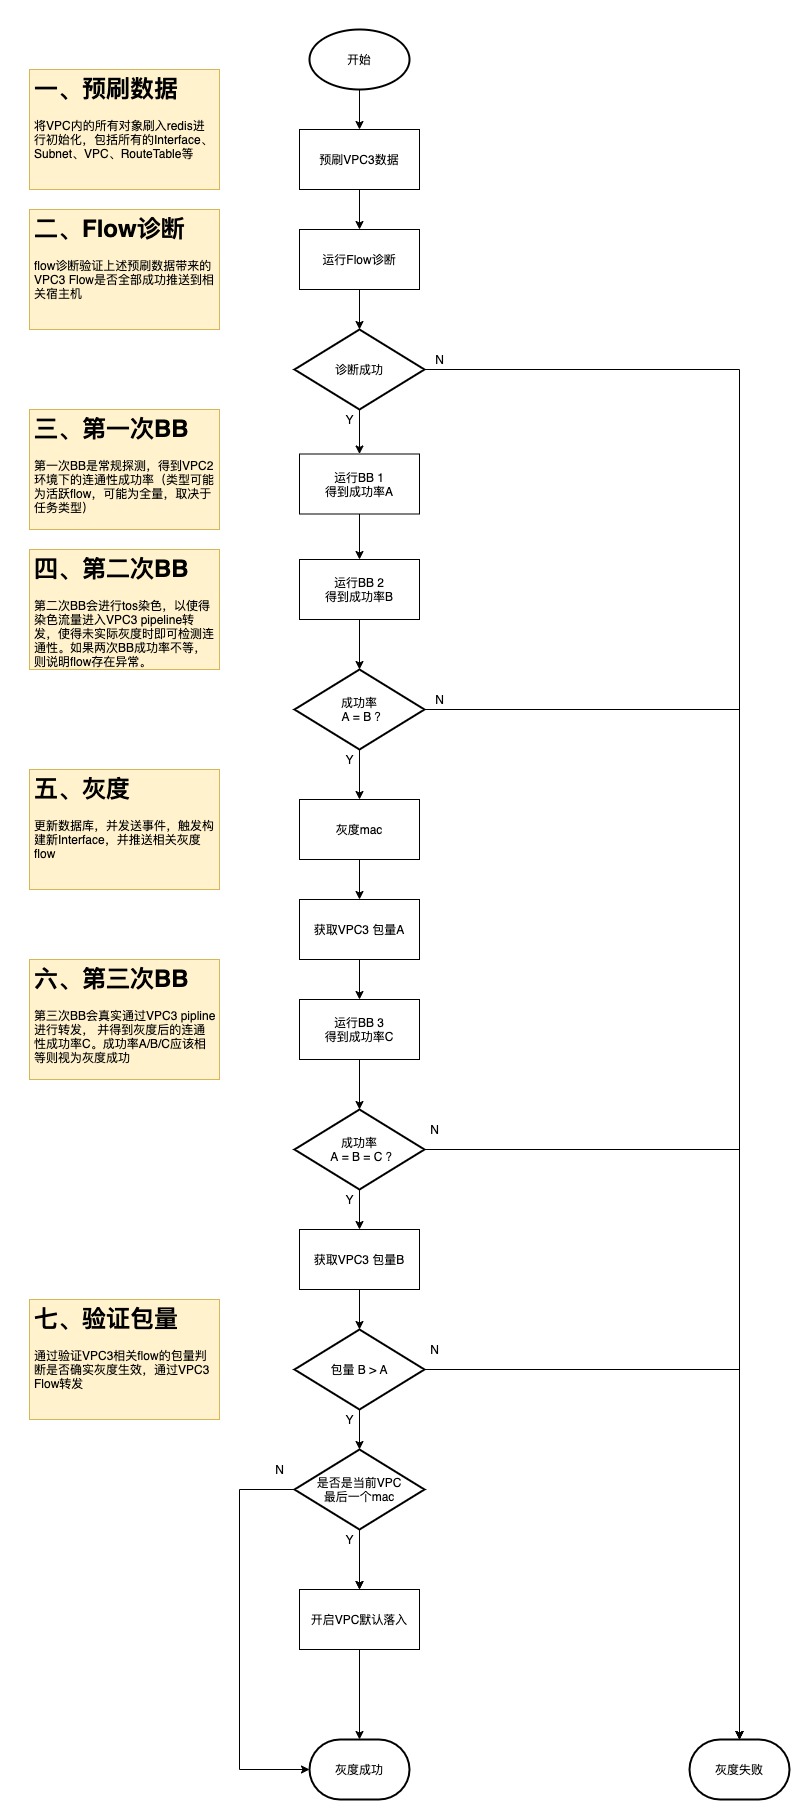 开始
一、预刷数据
将VPC内的所有对象刷入redis进
行初始化，包括所有的Interface、
Subnet、VPC、RouteTable等
预刷VPC3数据
二、Flow诊断
flow诊断验证上述预刷数据带来的
VPC3 Flow是否全部成功推送到相
关宿主机
运行Flow诊断
诊断成功
N
Y
三、第一次BB
第一次BB是常规探测，得到VPC2
环境下的连通性成功率（类型可能
为活跃flow，可能为全量，取决于
任务类型）
运行BB 1
得到成功率A
四、第二次BB
第二次BB会进行tos染色，以使得
染色流量进入VPC3 pipeline转
发，使得未实际灰度时即可检测连
通性。如果两次BB成功率不等，
则说明flow存在异常。
运行BB 2
得到成功率B
成功率
A = B ?
N
Y
五、灰度
更新数据库，并发送事件，触发构
建新Interface，并推送相关灰度
flow
灰度mac
获取VPC3 包量A
六、第三次BB
第三次BB会真实通过VPC3 pipline
进行转发， 并得到灰度后的连通
性成功率C。成功率A/B/C应该相
等则视为灰度成功
运行BB 3
得到成功率C
成功率
A = B = C ?
N
Y
获取VPC3 包量B
七、验证包量
通过验证VPC3相关flow的包量判
断是否确实灰度生效，通过VPC3
Flow转发
包量 B > A
N
Y
是否是当前VPC
最后一个mac
N
Y
开启VPC默认落入
灰度成功
灰度失败